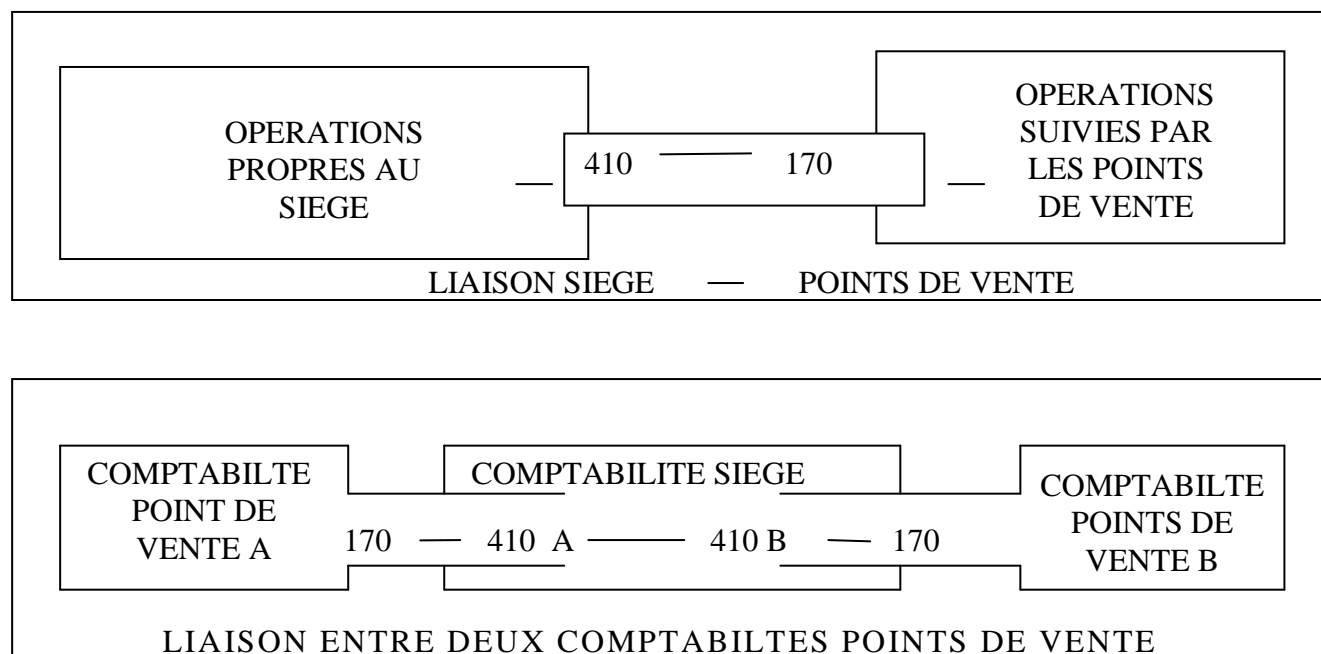 OPERATIONS
PROPRES AU
SIEGE
410 — 170
OPERATIONS
SUIVIES PAR
LES POINTS
DE VENTE
LIAISON SIEGE — POINTS DE VENTE
COMPTABILTE
POINT DE
VENTE A
COMPTABILITE SIEGE
170 — 410 A — 410 B — 170
COMPTABILTE
POINTS DE
VENTE B
LIAISON ENTRE DEUX COMPTABILTES POINTS DE VENTE